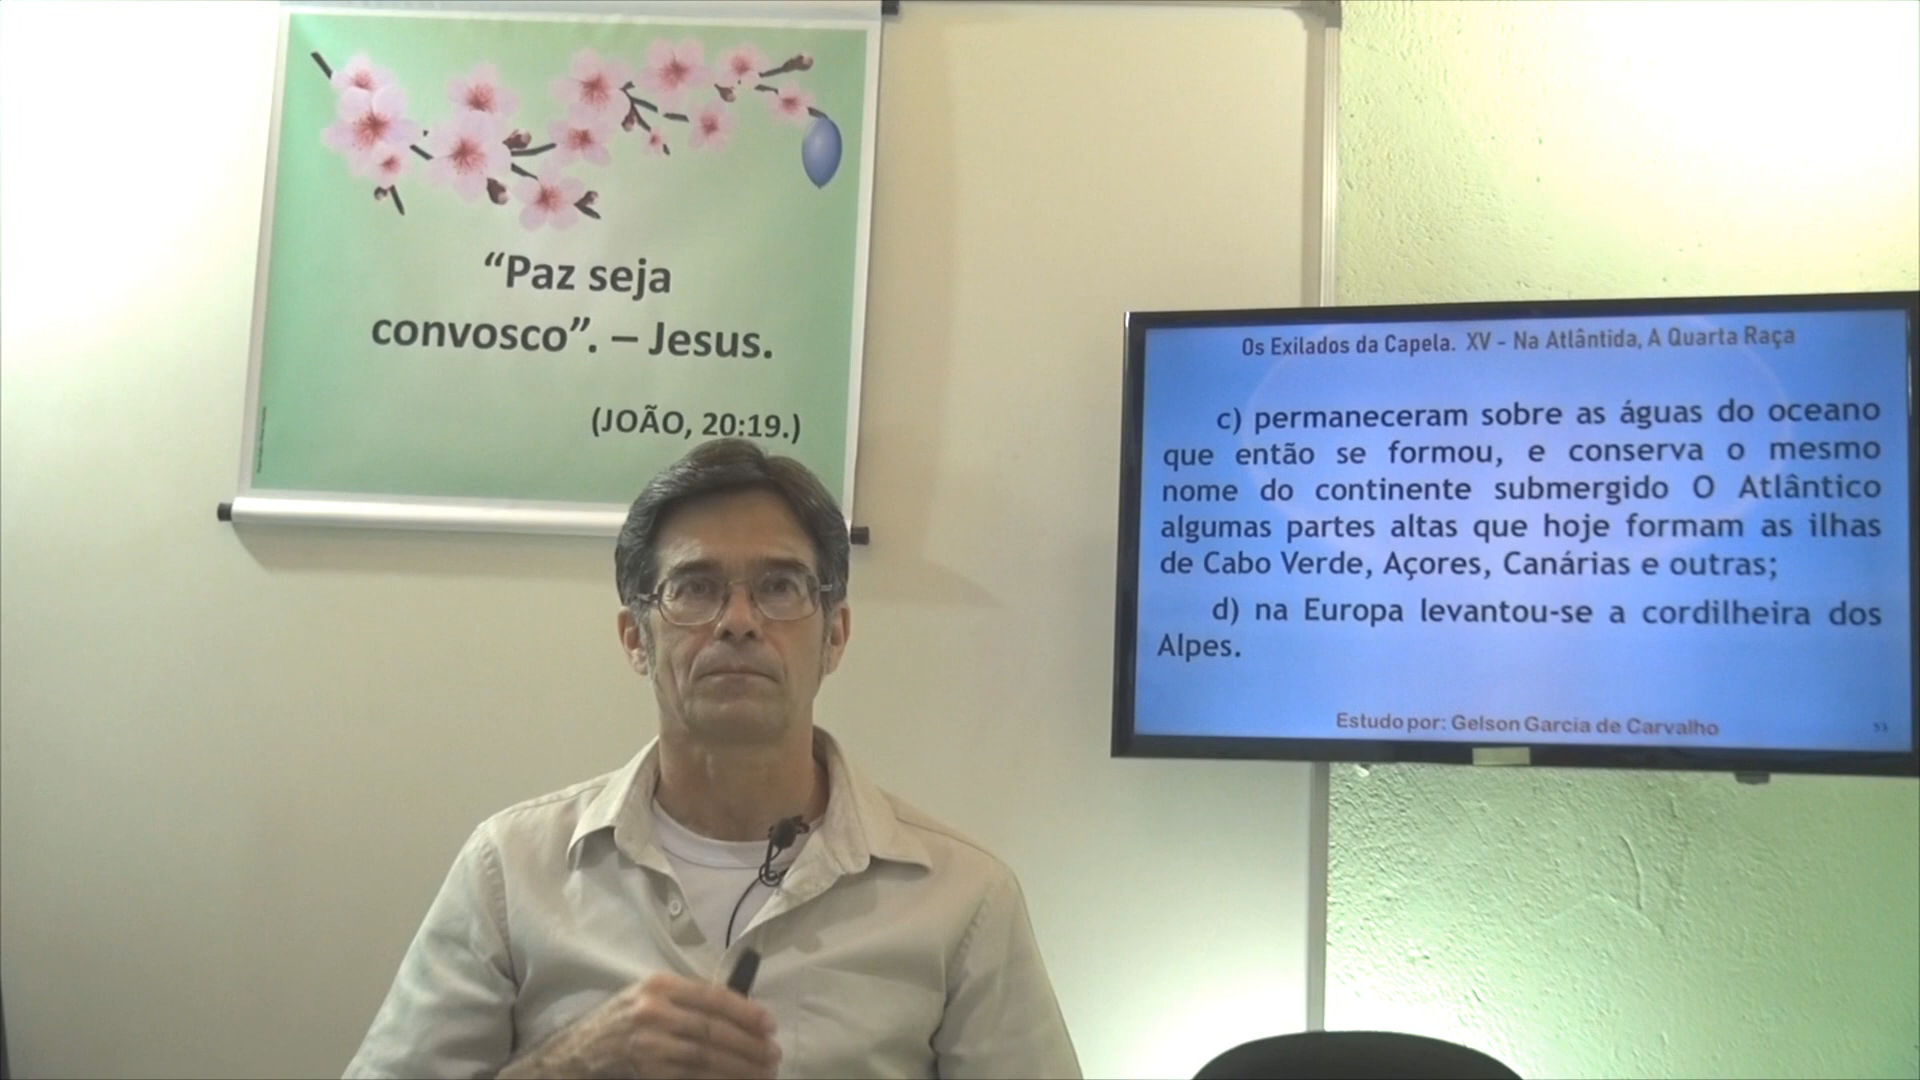 “Paz seja
convosco”. – Jesus.
(JOÃO, 20:19.)
Os Exilados da Capela. XV - Na Atlântida, A Quarta Raça
c) permaneceram sobre as águas do oceano
que então se formou, e conserva o mesmo
nome do continente submergido O Atlântico
algumas partes altas que hoje formam as ilhas
de Cabo Verde, Açores, Canárias e outras;
d) na Europa levantou-se a cordilheira dos
Alpes.
Estudo por: Gelson Garcia de Carvalho
53